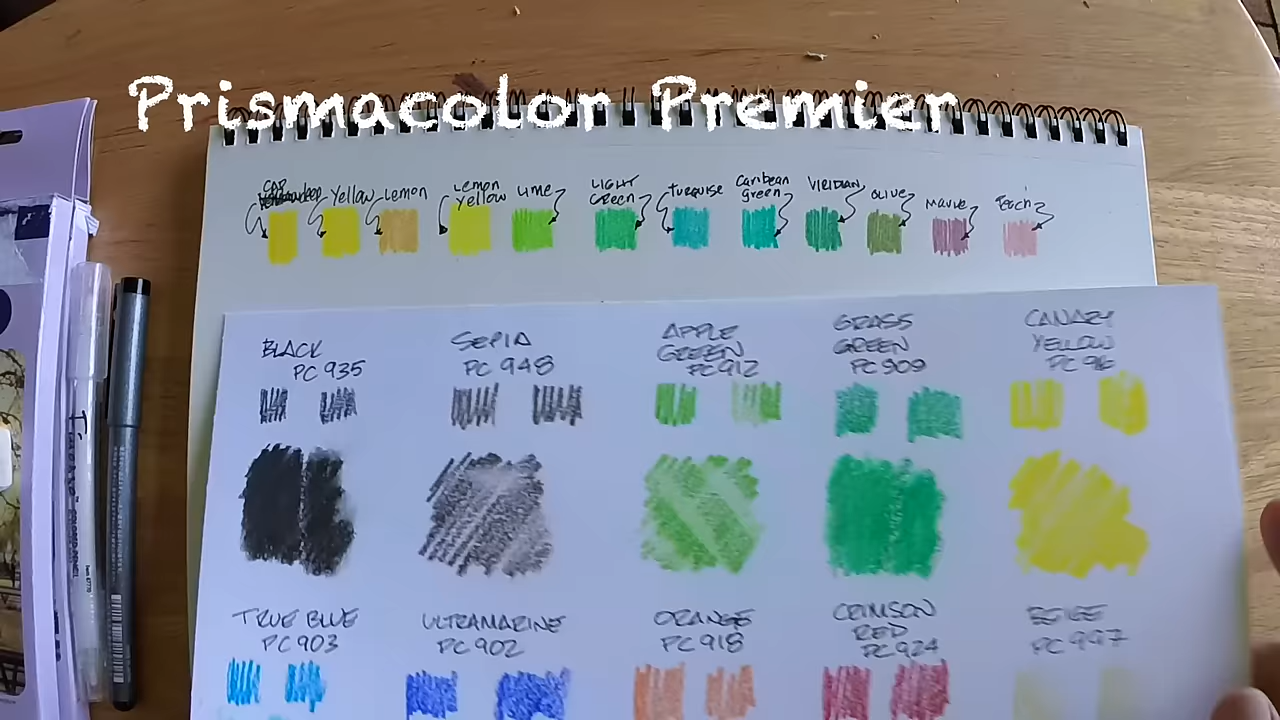 Prismacolor Premier
CAD
Yellow
Lemon
Lemon
Yellow
Lime
LIGHT
Green
Turquise
Caribean
green
VIRIDIAN
OLIVE
MAUVE
BLACK
PC 935
SEPIA
PC 948
APPLE
GREEN
PC 912
GRASS
GREEN
PC 909
CANARY
YELLOW
PC 916
TRUE BLUE
PC 903
ULTRAMARINE
PC 902
ORANGE
PC 918
CRIMSON
RED
PC 924
BEIGE
PC 997